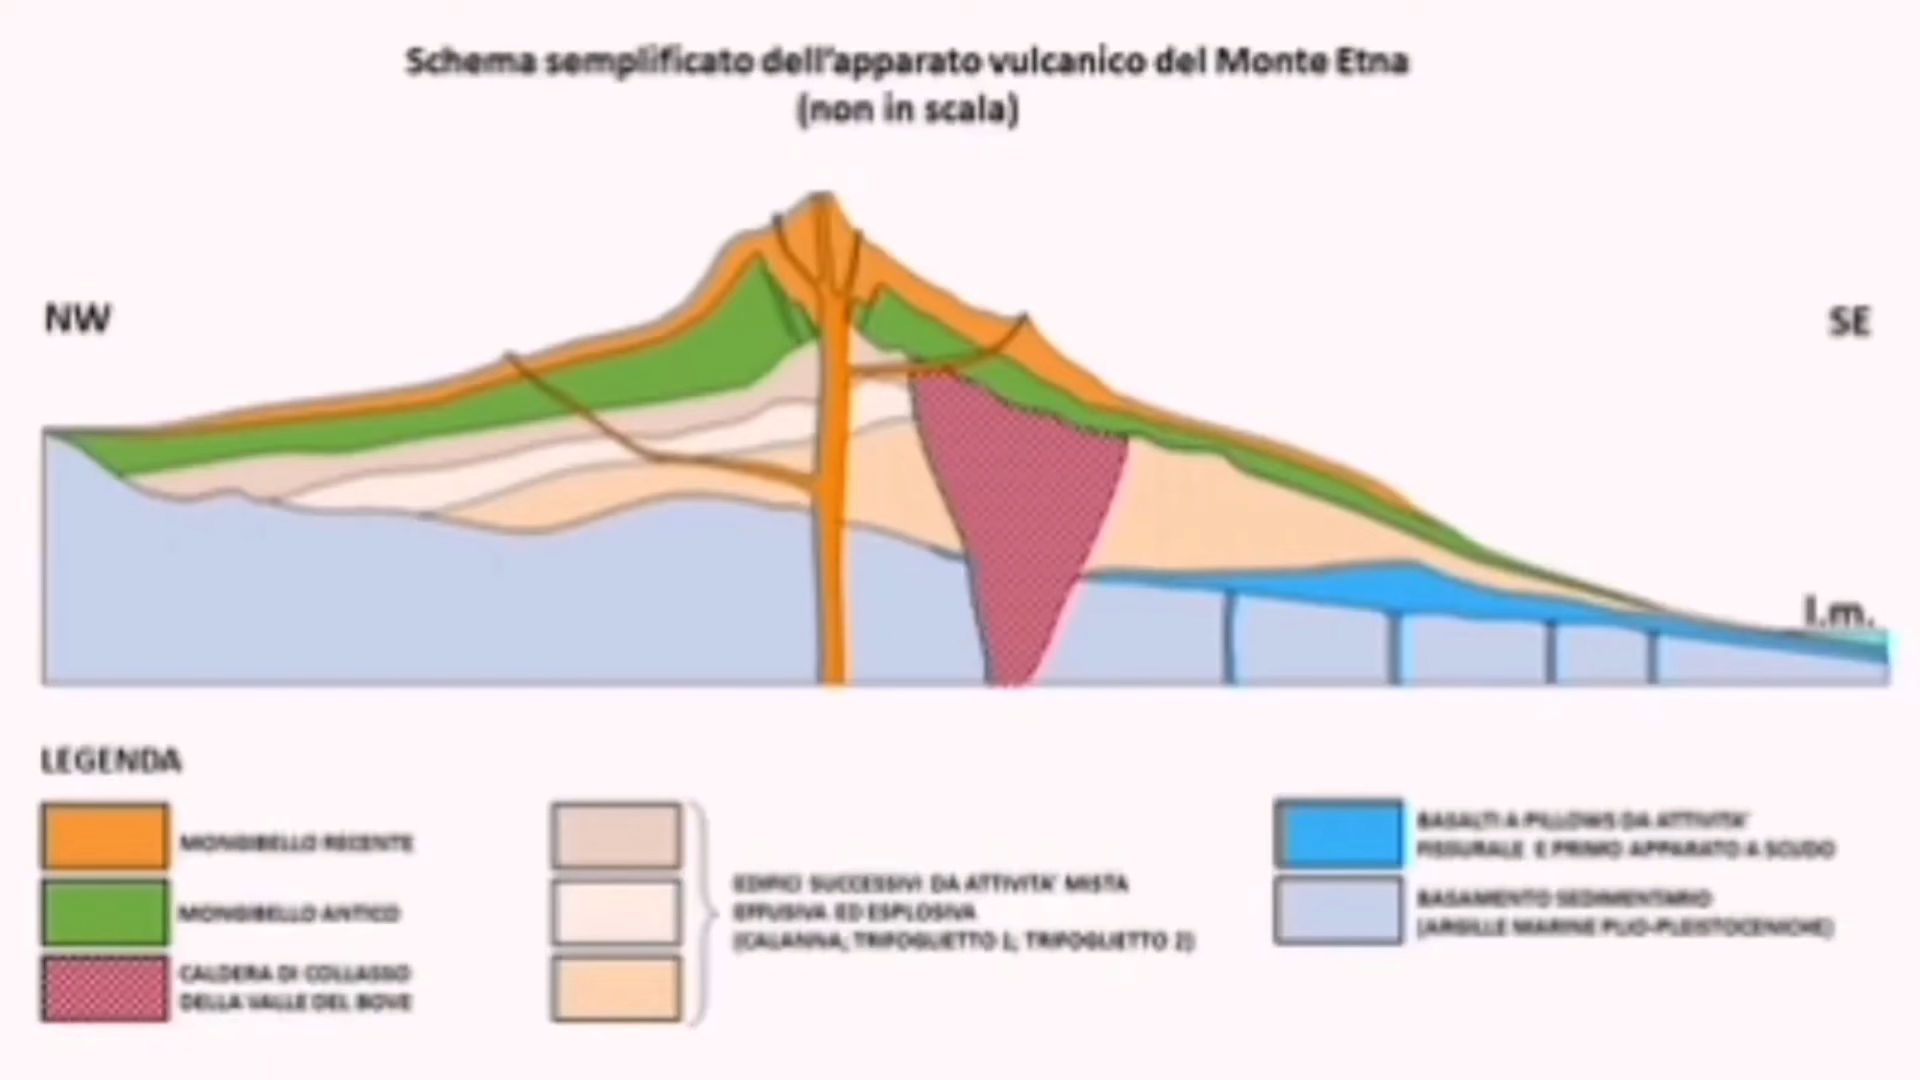 Schema semplificato dell'apparato vulcanico del Monte Etna
(non in scala)
NW
SE
l.m.
LEGENDA
MONGIBELLO RECENTE
MONGIBELLO ANTICO
CALDERA DI COLLASSO
DELLA VALLE DEL BOVE
EDIFICI SUCCESSIVI DA ATTIVITA' MISTA
EFFUSIVA ED ESPLOSIVA
(CALANNA; TRIFOGLIETTO 1; TRIFOGLIETTO 2)
BASALTI A PILLOWS DA ATTIVITA'
FISSURALE E PRIMO APPARATO A SCUDO
BASAMENTO SEDIMENTARIO
(ARGILLE MARINE PLIO-PLEISTOCENICHE)